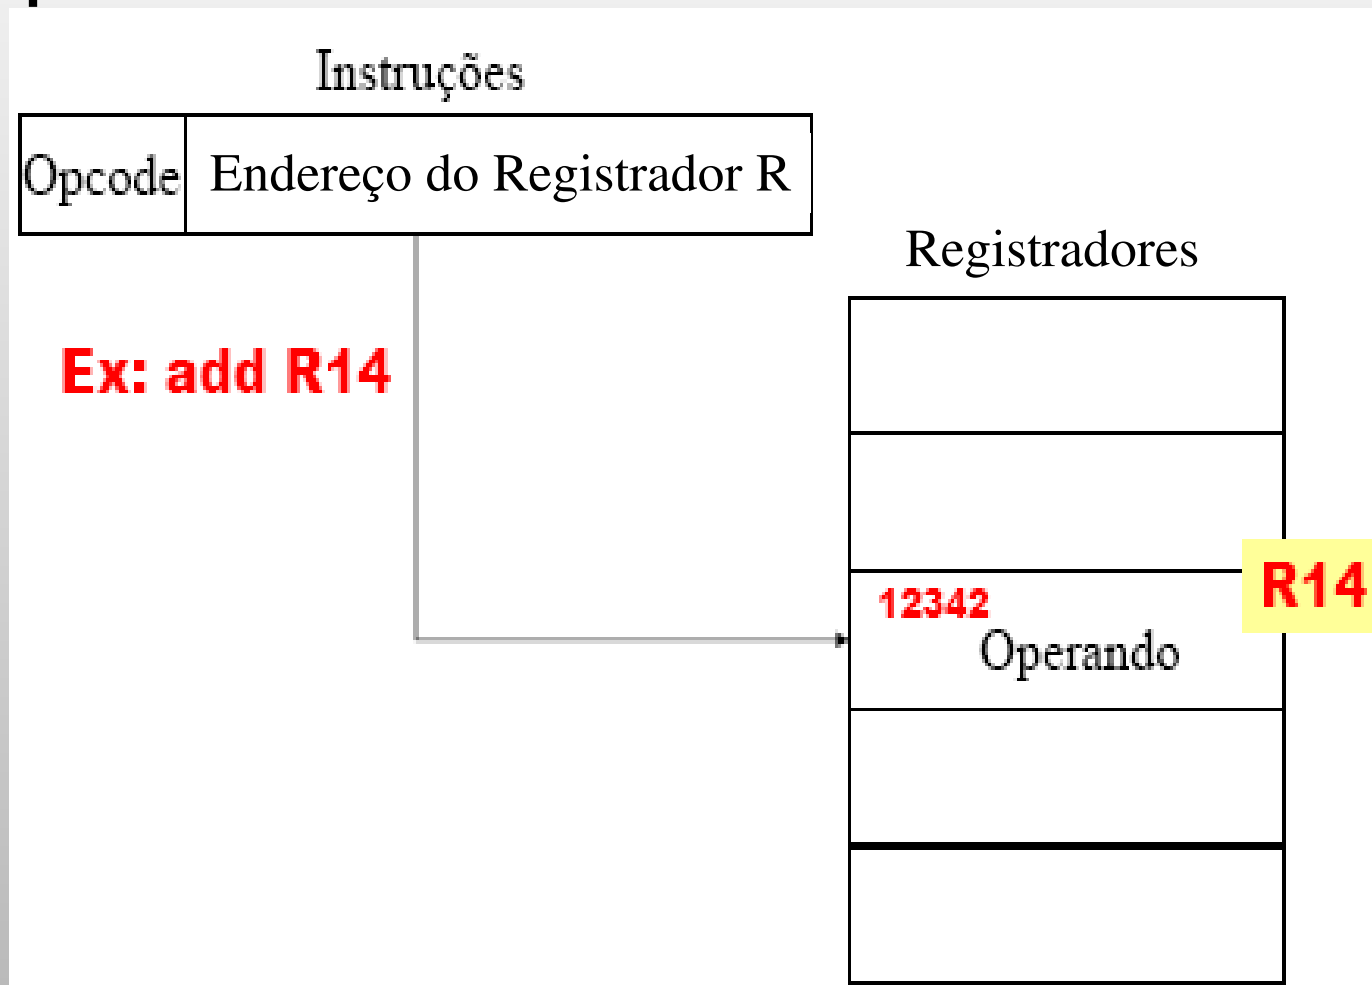 Instruções
Opcode
Endereço do Registrador R
Registradores
Ex: add R14
R14
12342
Operando